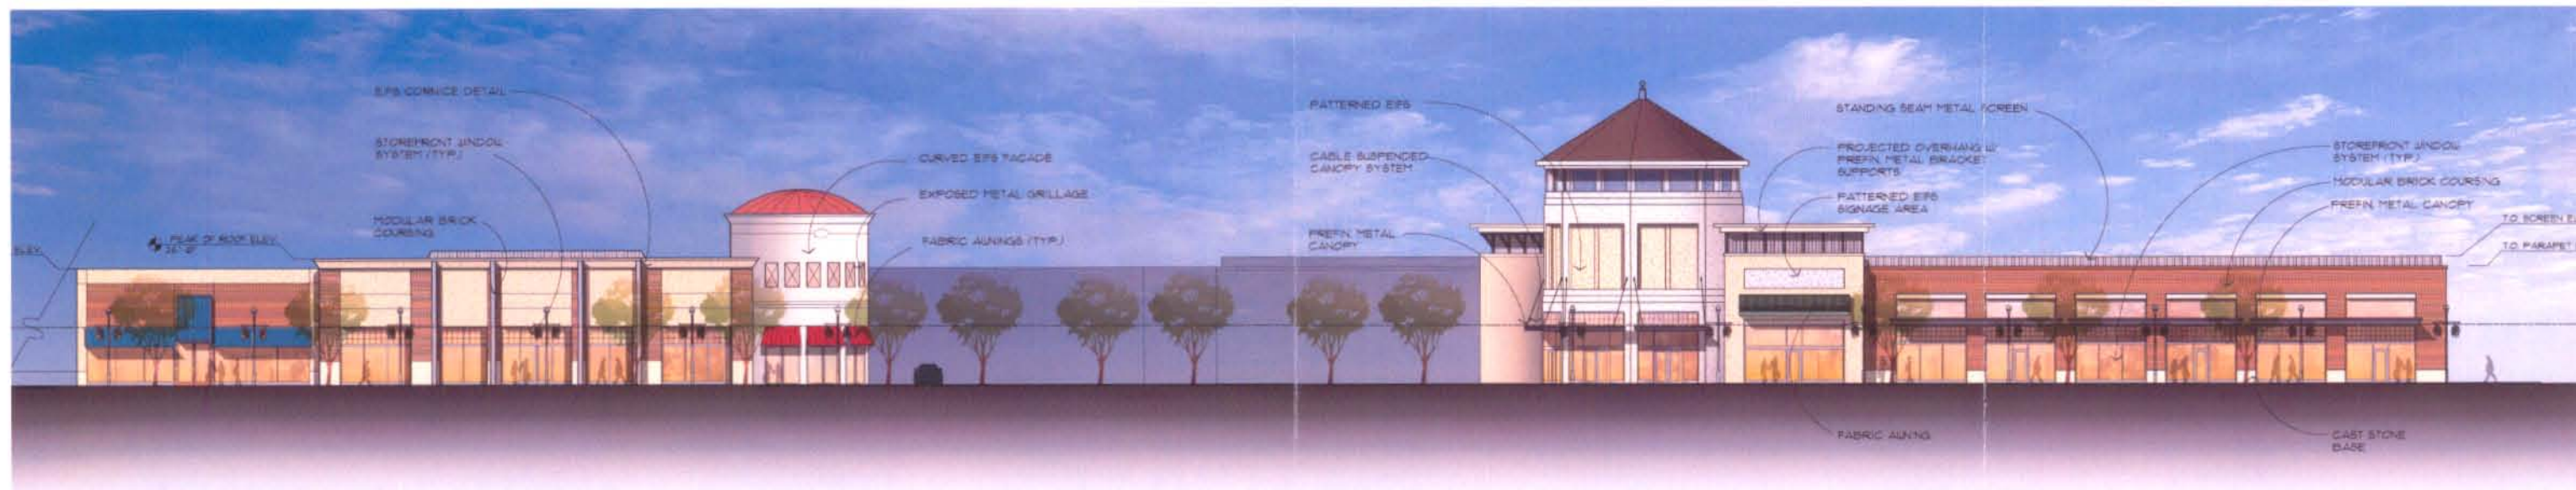 E.I.F.S. CORNICE DETAIL
STOREFRONT WINDOW
SYSTEM (TYP.)
MODULAR BRICK
COURSING
ELEV.
PEAK OF ROOF ELEV.
CURVED EIFS FACADE
EXPOSED METAL GRILLAGE
FABRIC AWNINGS (TYP.)
PATTERNED EIFS
CABLE SUSPENDED
CANOPY SYSTEM
PREFIN. METAL
CANOPY
STANDING SEAM METAL SCREEN
PROJECTED OVERHANG W/
PREFIN. METAL BRACKET
SUPPORTS
PATTERNED EIFS
SIGNAGE AREA
STOREFRONT WINDOW
SYSTEM (TYP.)
MODULAR BRICK COURSING
PREFIN. METAL CANOPY
T.O. SCREEN
T.O. PARAPET
FABRIC AWNING
CAST STONE
BASE